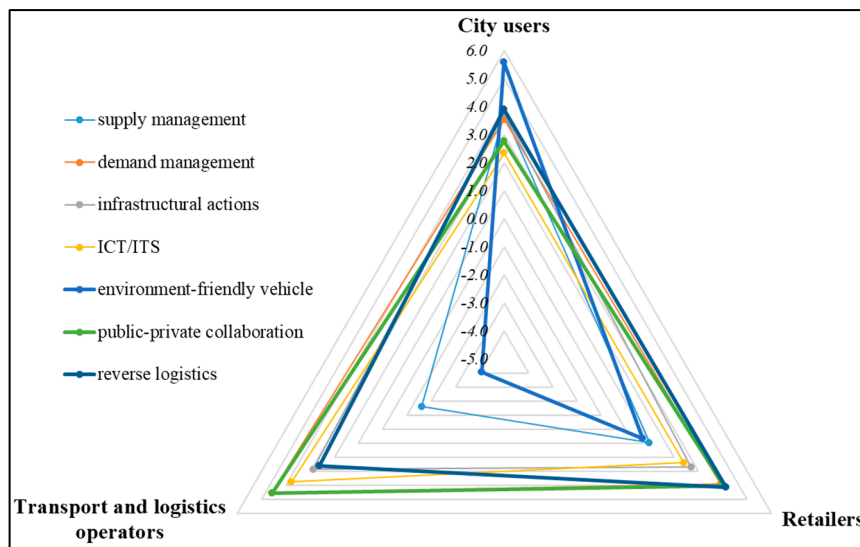 City users
6.0
5.0
4.0
3.0
2.0
1.0
0.0
-1.0
-2.0
-3.0
-4.0
-5.0
supply management
demand management
infrastructural actions
ICT/ITS
environment-friendly vehicle
public-private collaboration
reverse logistics
Transport and logistics
operators
Retailers